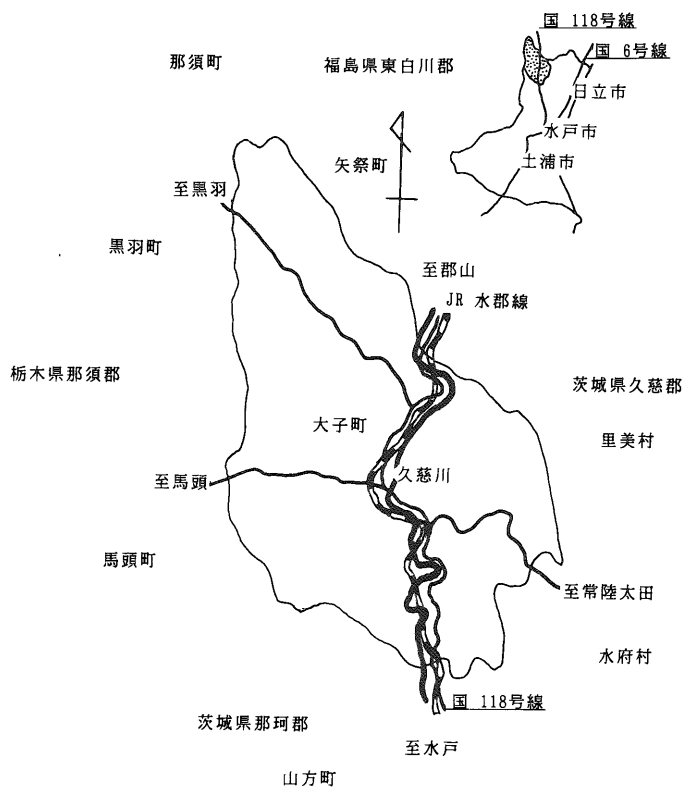 国 118号線
国 6号線
那須町
福島県東白川郡
日立市
水戸市
土浦市
矢祭町
至黒羽
黒羽町
至郡山
JR 水郡線
栃木県那須郡
茨城県久慈郡
大子町
里美村
久慈川
至馬頭
馬頭町
至常陸太田
水府村
国 118号線
茨城県那珂郡
至水戸
山方町